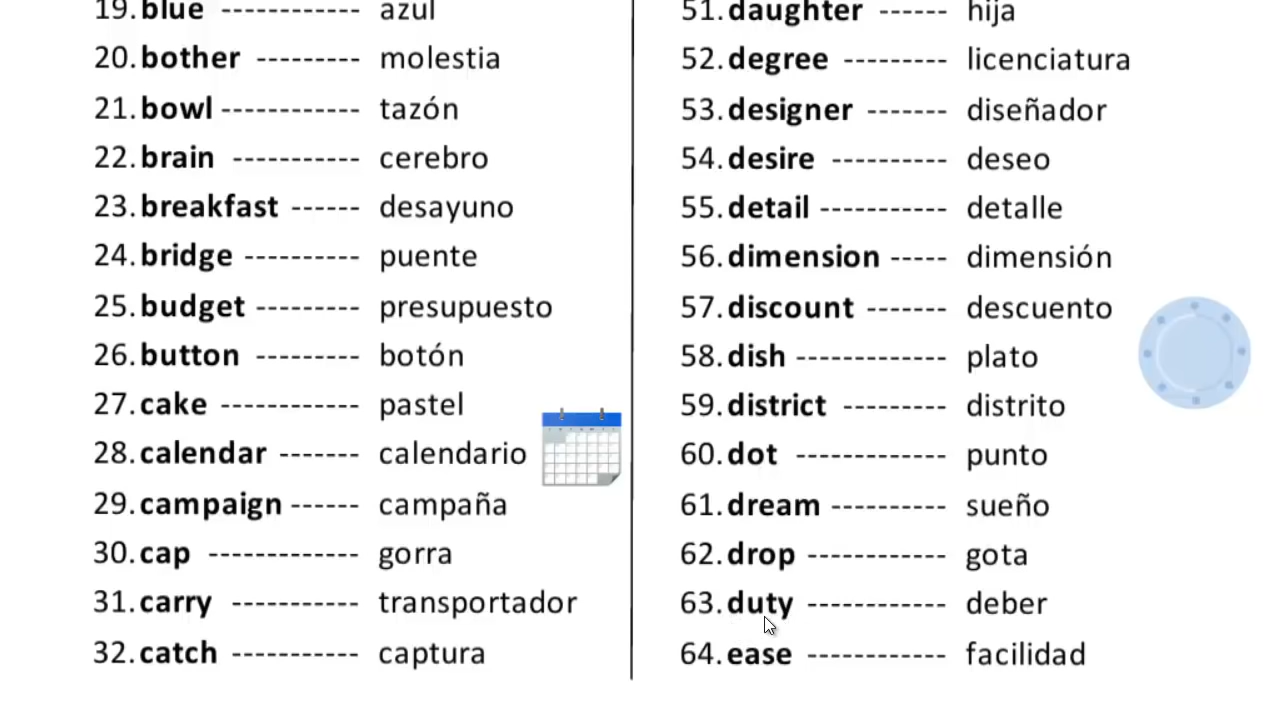 19.blue ------------ azul
20.bother --------- molestia
21.bowl ------------ tazón
22.brain ----------- cerebro
23.breakfast ------ desayuno
24.bridge ---------- puente
25.budget --------- presupuesto
26.button --------- botón
27.cake ------------ pastel
28.calendar ------- calendario
29.campaign ------ campaña
30.cap ------------- gorra
31.carry ----------- transportador
32.catch ----------- captura
51.daughter ------ hija
52.degree --------- licenciatura
53.designer ------- diseñador
54.desire ---------- deseo
55.detail ----------- detalle
56.dimension ----- dimensión
57.discount ------- descuento
58.dish ------------- plato
59.district --------- distrito
60.dot ------------- punto
61.dream ---------- sueño
62.drop ------------ gota
63.duty ------------ deber
64.ease ------------ facilidad